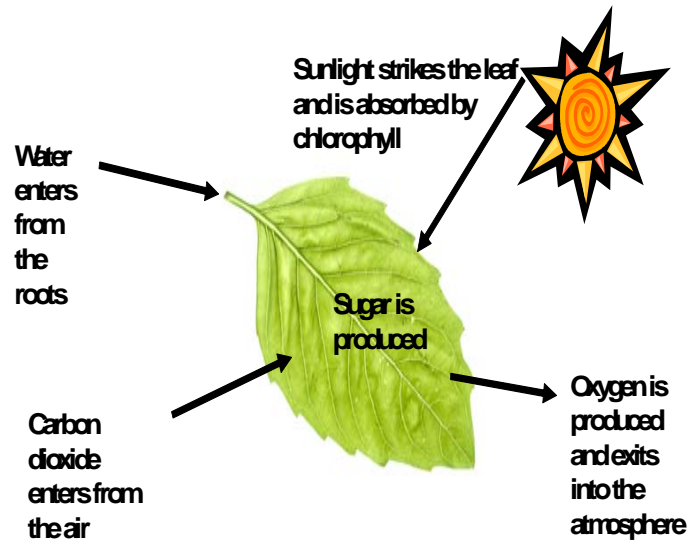 Sunlight strikes the leaf
and is absorbed by
chlorophyll
Water
enters
from
the
roots
Sugar is
produced
Carbon
dioxide
enters from
the air
Oxygen is
produced
and exits
into the
atmosphere